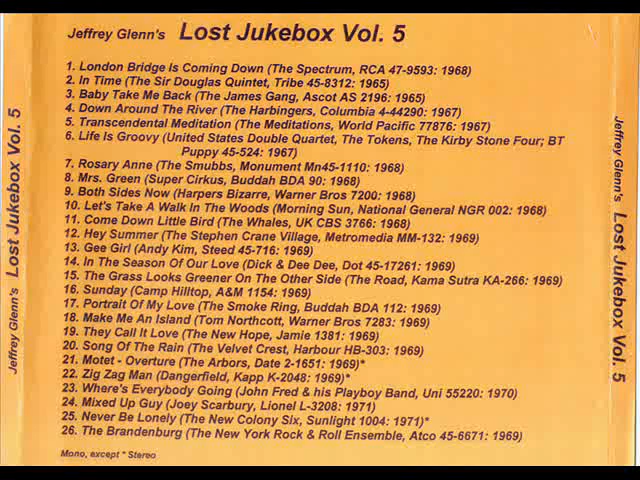 Jeffrey Glenn's Lost Jukebox Vol. 5
1. London Bridge Is Coming Down (The Spectrum, RCA 47-9593: 1968)
2. In Time (The Sir Douglas Quintet, Tribe 45-8312: 1965)
3. Baby Take Me Back (The James Gang, Ascot AS 2196: 1965)
4. Down Around The River (The Harbingers, Columbia 4-44290: 1967)
5. Transcendental Meditation (The Meditations, World Pacific 77876: 1967)
6. Life Is Groovy (United States Double Quartet, The Tokens, The Kirby Stone Four; BT
Puppy 45-524: 1967)
7. Rosary Anne (The Smubbs, Monument Mn45-1110: 1968)
8. Mrs. Green (Super Cirkus, Buddah BDA 90: 1968)
9. Both Sides Now (Harpers Bizarre, Warner Bros 7200: 1968)
10. Let's Take A Walk In The Woods (Morning Sun, National General NGR 002: 1968)
11. Come Down Little Bird (The Whales, UK CBS 3766: 1968)
12. Hey Summer (The Stephen Crane Village, Metromedia MM-132: 1969)
13. Gee Girl (Andy Kim, Steed 45-716: 1969)
14. In The Season Of Our Love (Dick & Dee Dee, Dot 45-17261: 1969)
15. The Grass Looks Greener On The Other Side (The Road, Kama Sutra KA-266: 1969)
16. Sunday (Camp Hilltop, A&M 1154: 1969)
17. Portrait Of My Love (The Smoke Ring, Buddah BDA 112: 1969)
18. Make Me An Island (Tom Northcott, Warner Bros 7283: 1969)
19. They Call It Love (The New Hope, Jamie 1381: 1969)
20. Song Of The Rain (The Velvet Crest, Harbour HB-303: 1969)
21. Motet - Overture (The Arbors, Date 2-1651: 1969)*
22. Zig Zag Man (Dangerfield, Kapp K-2048: 1969)*
23. Where's Everybody Going (John Fred & his Playboy Band, Uni 55220: 1970)
24. Mixed Up Guy (Joey Scarbury, Lionel L-3208: 1971)
25. Never Be Lonely (The New Colony Six, Sunlight 1004: 1971)*
26. The Brandenburg (The New York Rock & Roll Ensemble, Atco 45-6671: 1969)
Mono, except * Stereo
Jeffrey Glenn's Lost Jukebox Vol. 5
Jeffrey Glenn's Lost Jukebox Vol. 5